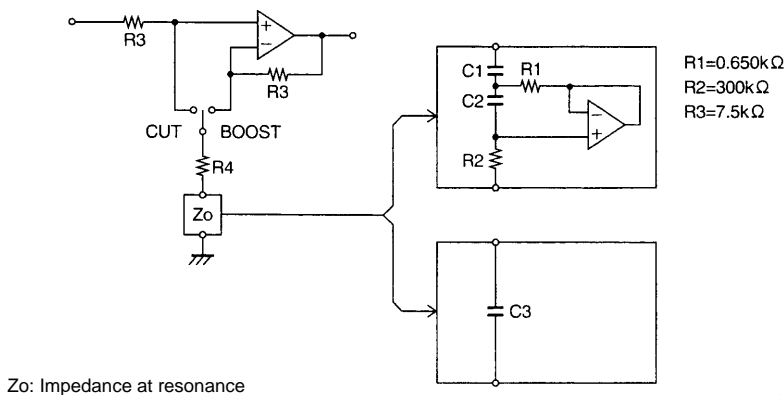 R3
R3
CUT
BOOST
R4
Zo
C1
R1
C2
R2
C3
R1=0.650kΩ
R2=300kΩ
R3=7.5kΩ
Zo: Impedance at resonance